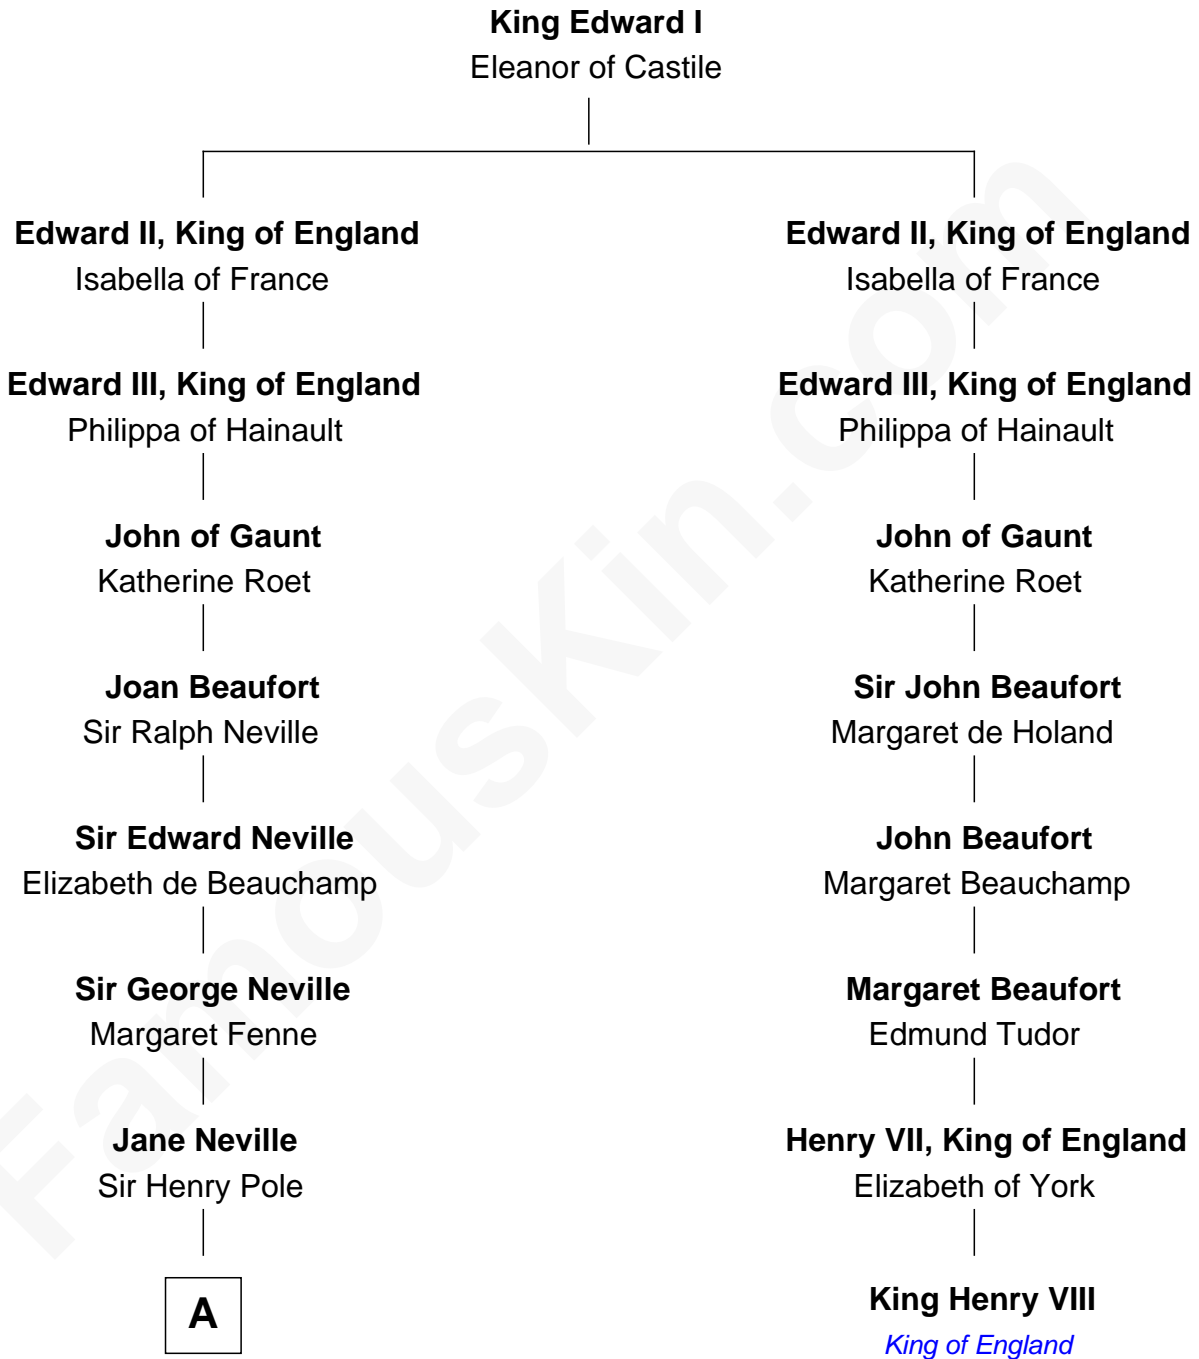 King Edward I
Eleanor of Castile
Edward II, King of England
Isabella of France
Edward III, King of England
Philippa of Hainault
John of Gaunt
Katherine Roet
Joan Beaufort
Sir Ralph Neville
Sir Edward Neville
Elizabeth de Beauchamp
Sir George Neville
Margaret Fenne
Jane Neville
Sir Henry Pole
A
Edward II, King of England
Isabella of France
Edward III, King of England
Philippa of Hainault
John of Gaunt
Katherine Roet
Sir John Beaufort
Margaret de Holand
John Beaufort
Margaret Beauchamp
Margaret Beaufort
Edmund Tudor
Henry VII, King of England
Elizabeth of York
King Henry VIII
King of England
FamousKin.com